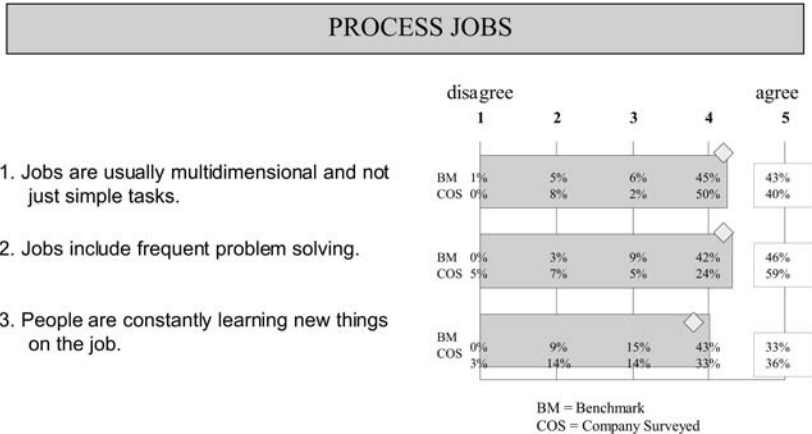 PROCESS JOBS
disagree agree
1 2 3 4 5
1. Jobs are usually multidimensional and not
just simple tasks.
BM 1% 5% 6% 45% 43%
COS 0% 8% 2% 50% 40%
2. Jobs include frequent problem solving.
BM 0% 3% 9% 42% 46%
COS 5% 7% 5% 24% 59%
3. People are constantly learning new things
on the job.
BM 0% 9% 15% 43% 33%
COS 3% 14% 14% 33% 36%
BM = Benchmark
COS = Company Surveyed